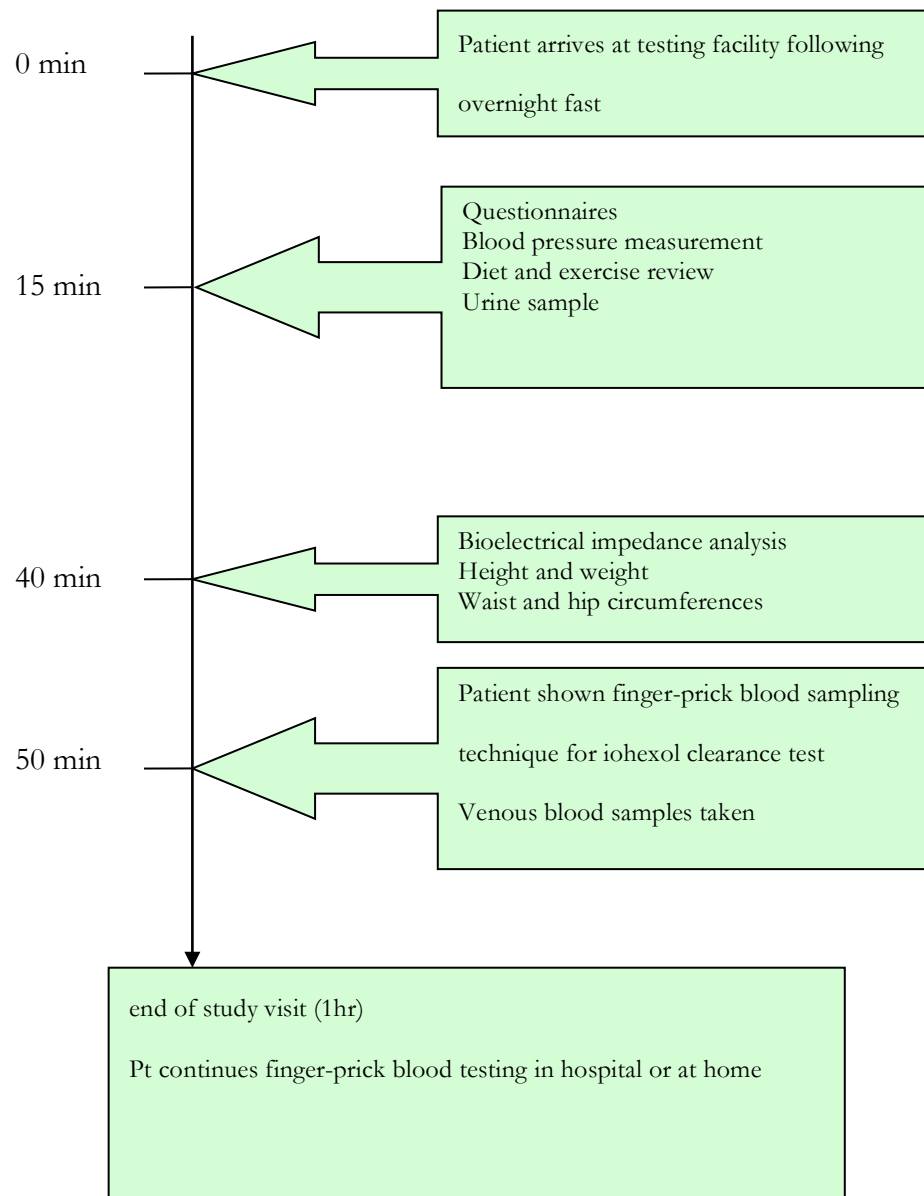 0 min
Patient arrives at testing facility following
overnight fast
15 min
Questionnaires
Blood pressure measurement
Diet and exercise review
Urine sample
40 min
Bioelectrical impedance analysis
Height and weight
Waist and hip circumferences
50 min
Patient shown finger-prick blood sampling
technique for iohexol clearance test
Venous blood samples taken
end of study visit (1hr)
Pt continues finger-prick blood testing in hospital or at home